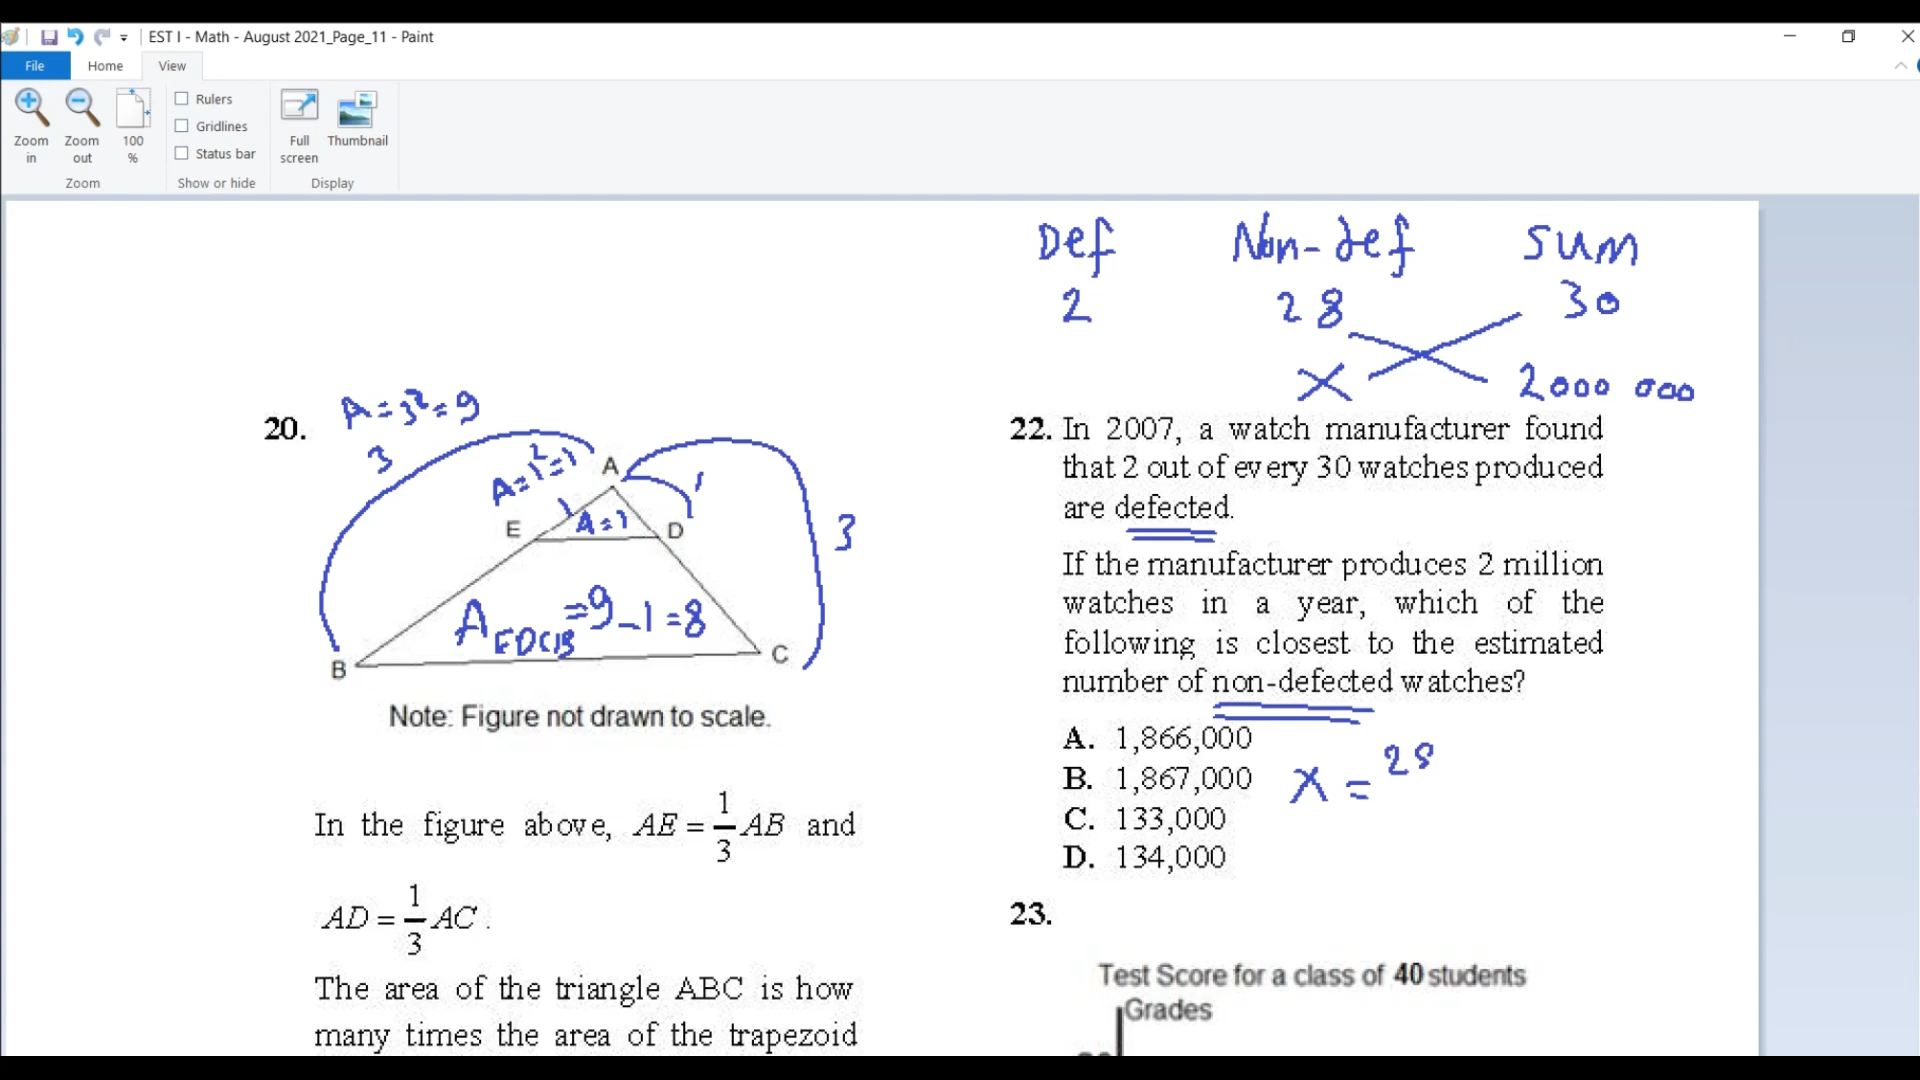 EST I - Math - August 2021_Page_11 - Paint
File Home View
Zoom in
Zoom out
100 %
Rulers
Gridlines
Status bar
Full screen
Thumbnail
Zoom
Show or hide
Display
20.
A = 3² = 9
3
A = 1² = 1
A
1
1
E
A = 1
D
3
A EDCB = 9 - 1 = 8
B
C
Note: Figure not drawn to scale.
In the figure above, AE = 1/3 AB and
AD = 1/3 AC.
The area of the triangle ABC is how
many times the area of the trapezoid
Def Non-def Sum
2 28 30
x 2000 000
22. In 2007, a watch manufacturer found
that 2 out of every 30 watches produced
are defected.
If the manufacturer produces 2 million
watches in a year, which of the
following is closest to the estimated
number of non-defected watches?
A. 1,866,000
B. 1,867,000
C. 133,000
D. 134,000
x = 28
23.
Test Score for a class of 40 students
Grades